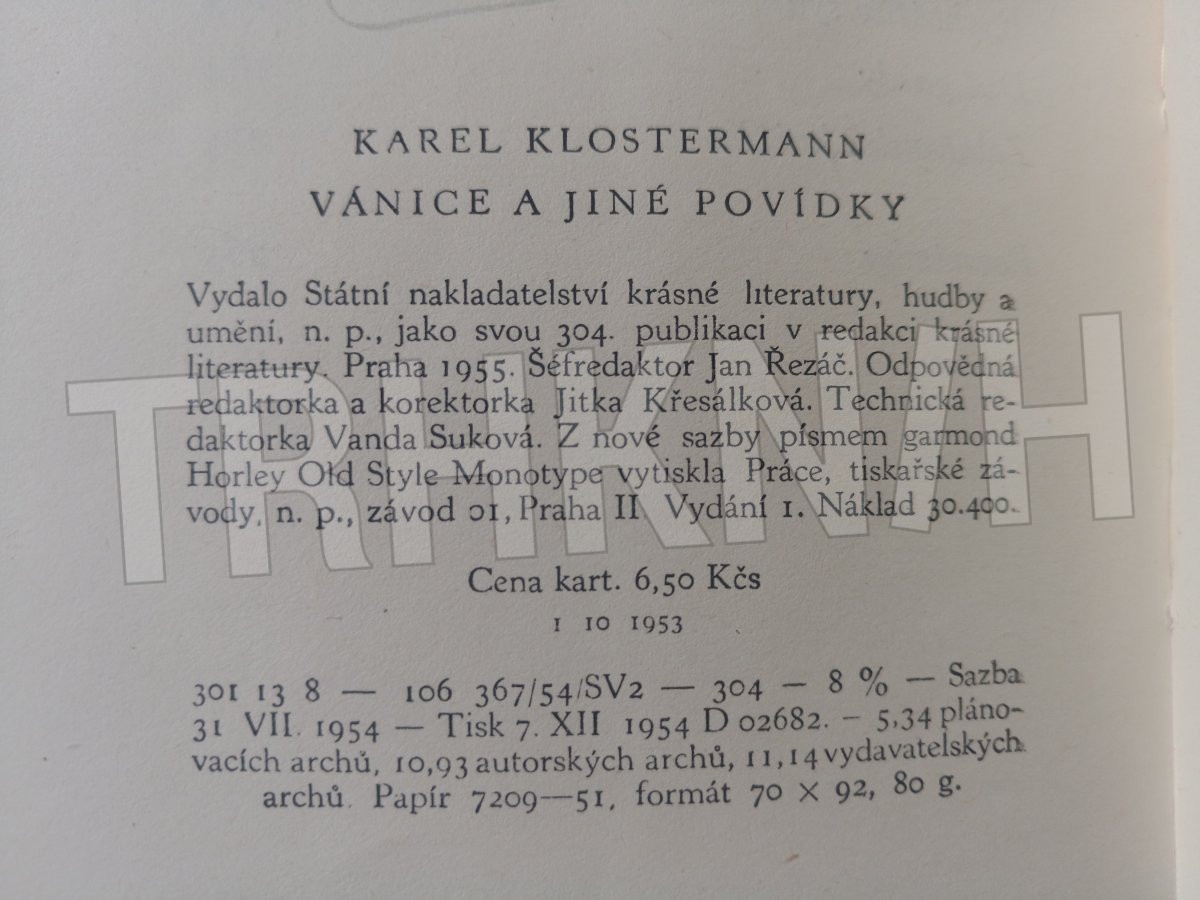 KAREL KLOSTERMANN
VÁNICE A JINÉ POVÍDKY
Vydalo Státní nakladatelství krásné literatury, hudby a
umění, n. p., jako svou 304. publikaci v redakci krásné
literatury. Praha 1955. Šéfredaktor Jan Řezáč. Odpovědná
redaktorka a korektorka Jitka Křesálková. Technická re-
daktorka Vanda Suková. Z nové sazby písmem garmond
Horley Old Style Monotype vytiskla Práce, tiskařské zá-
vody, n. p., závod 01, Praha II Vydání 1. Náklad 30.400.
Cena kart. 6,50 Kčs
1 10 1953
301 13 8 — 106 367/54/SV2 — 304 — 8 % — Sazba
31 VII. 1954 — Tisk 7. XII 1954 D 02682. — 5,34 pláno-
vacích archů, 10,93 autorských archů, 11,14 vydavatelských
archů. Papír 7209—51, formát 70 × 92, 80 g.